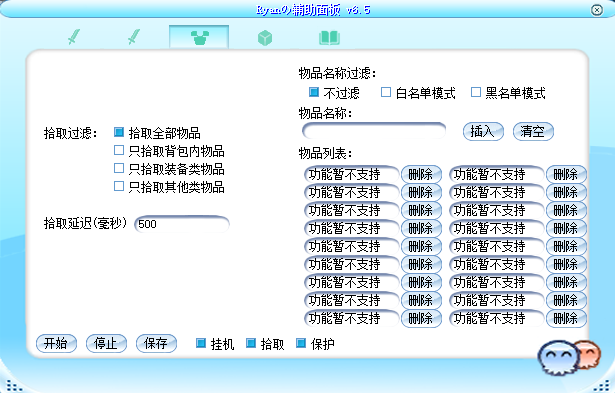 Ryanの辅助面板 v6.5
物品名称过滤：
不过滤 白名单模式 黑名单模式
物品名称：
插入 清空
拾取过滤： 拾取全部物品
只拾取背包内物品
只拾取装备类物品
只拾取其他类物品
拾取延迟(毫秒) 500
物品列表：
功能暂不支持 删除 功能暂不支持 删除
功能暂不支持 删除 功能暂不支持 删除
功能暂不支持 删除 功能暂不支持 删除
功能暂不支持 删除 功能暂不支持 删除
功能暂不支持 删除 功能暂不支持 删除
功能暂不支持 删除 功能暂不支持 删除
功能暂不支持 删除 功能暂不支持 删除
功能暂不支持 删除 功能暂不支持 删除
功能暂不支持 删除 功能暂不支持 删除
开始 停止 保存 挂机 拾取 保护